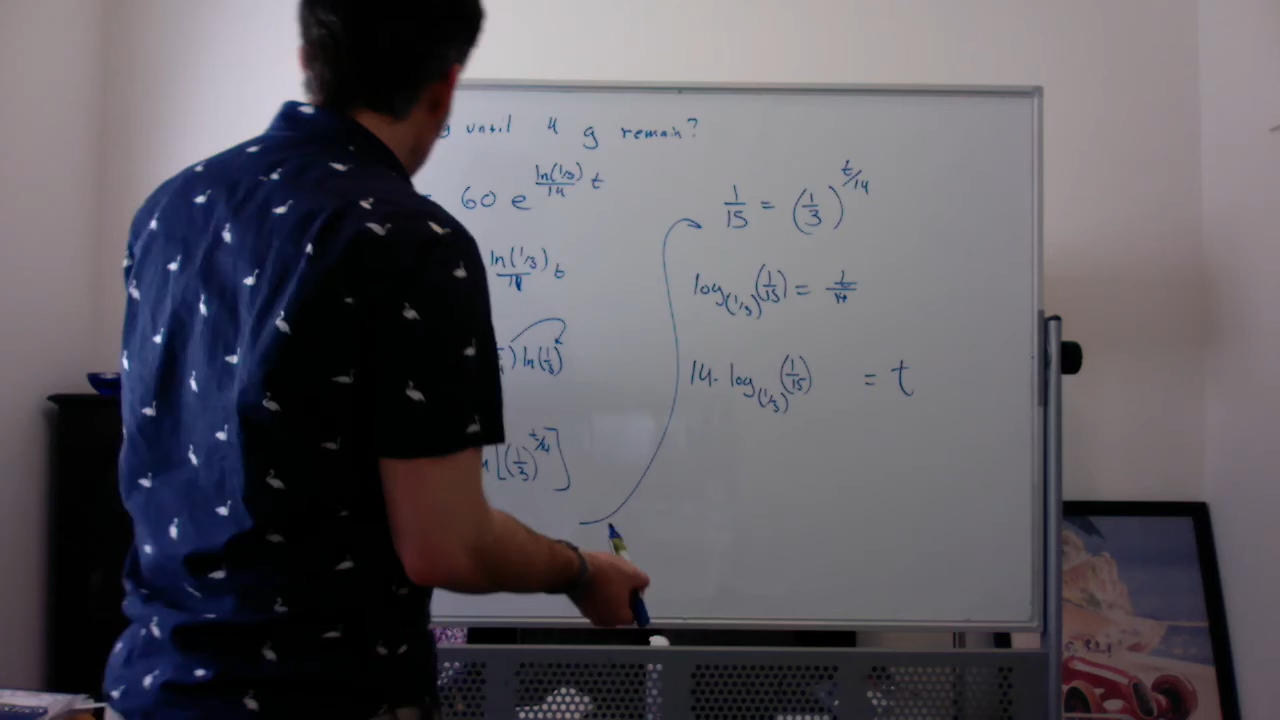 g until 4 g remain?
= 60 e^(ln(1/3)/14 t)
ln(1/3)/14 t
) ln(1/3)
[(1/3)^(t/14)]
1/15 = (1/3)^(t/14)
log_(1/3) (1/15) = t/14
14 · log_(1/3) (1/15) = t